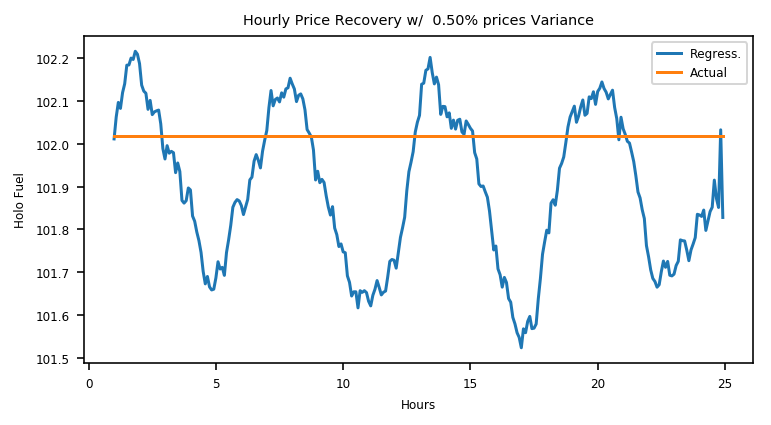 Hourly Price Recovery w/  0.50% prices Variance
Regress.
Actual
Holo Fuel
102.2
102.1
102.0
101.9
101.8
101.7
101.6
101.5
0 5 10 15 20 25
Hours